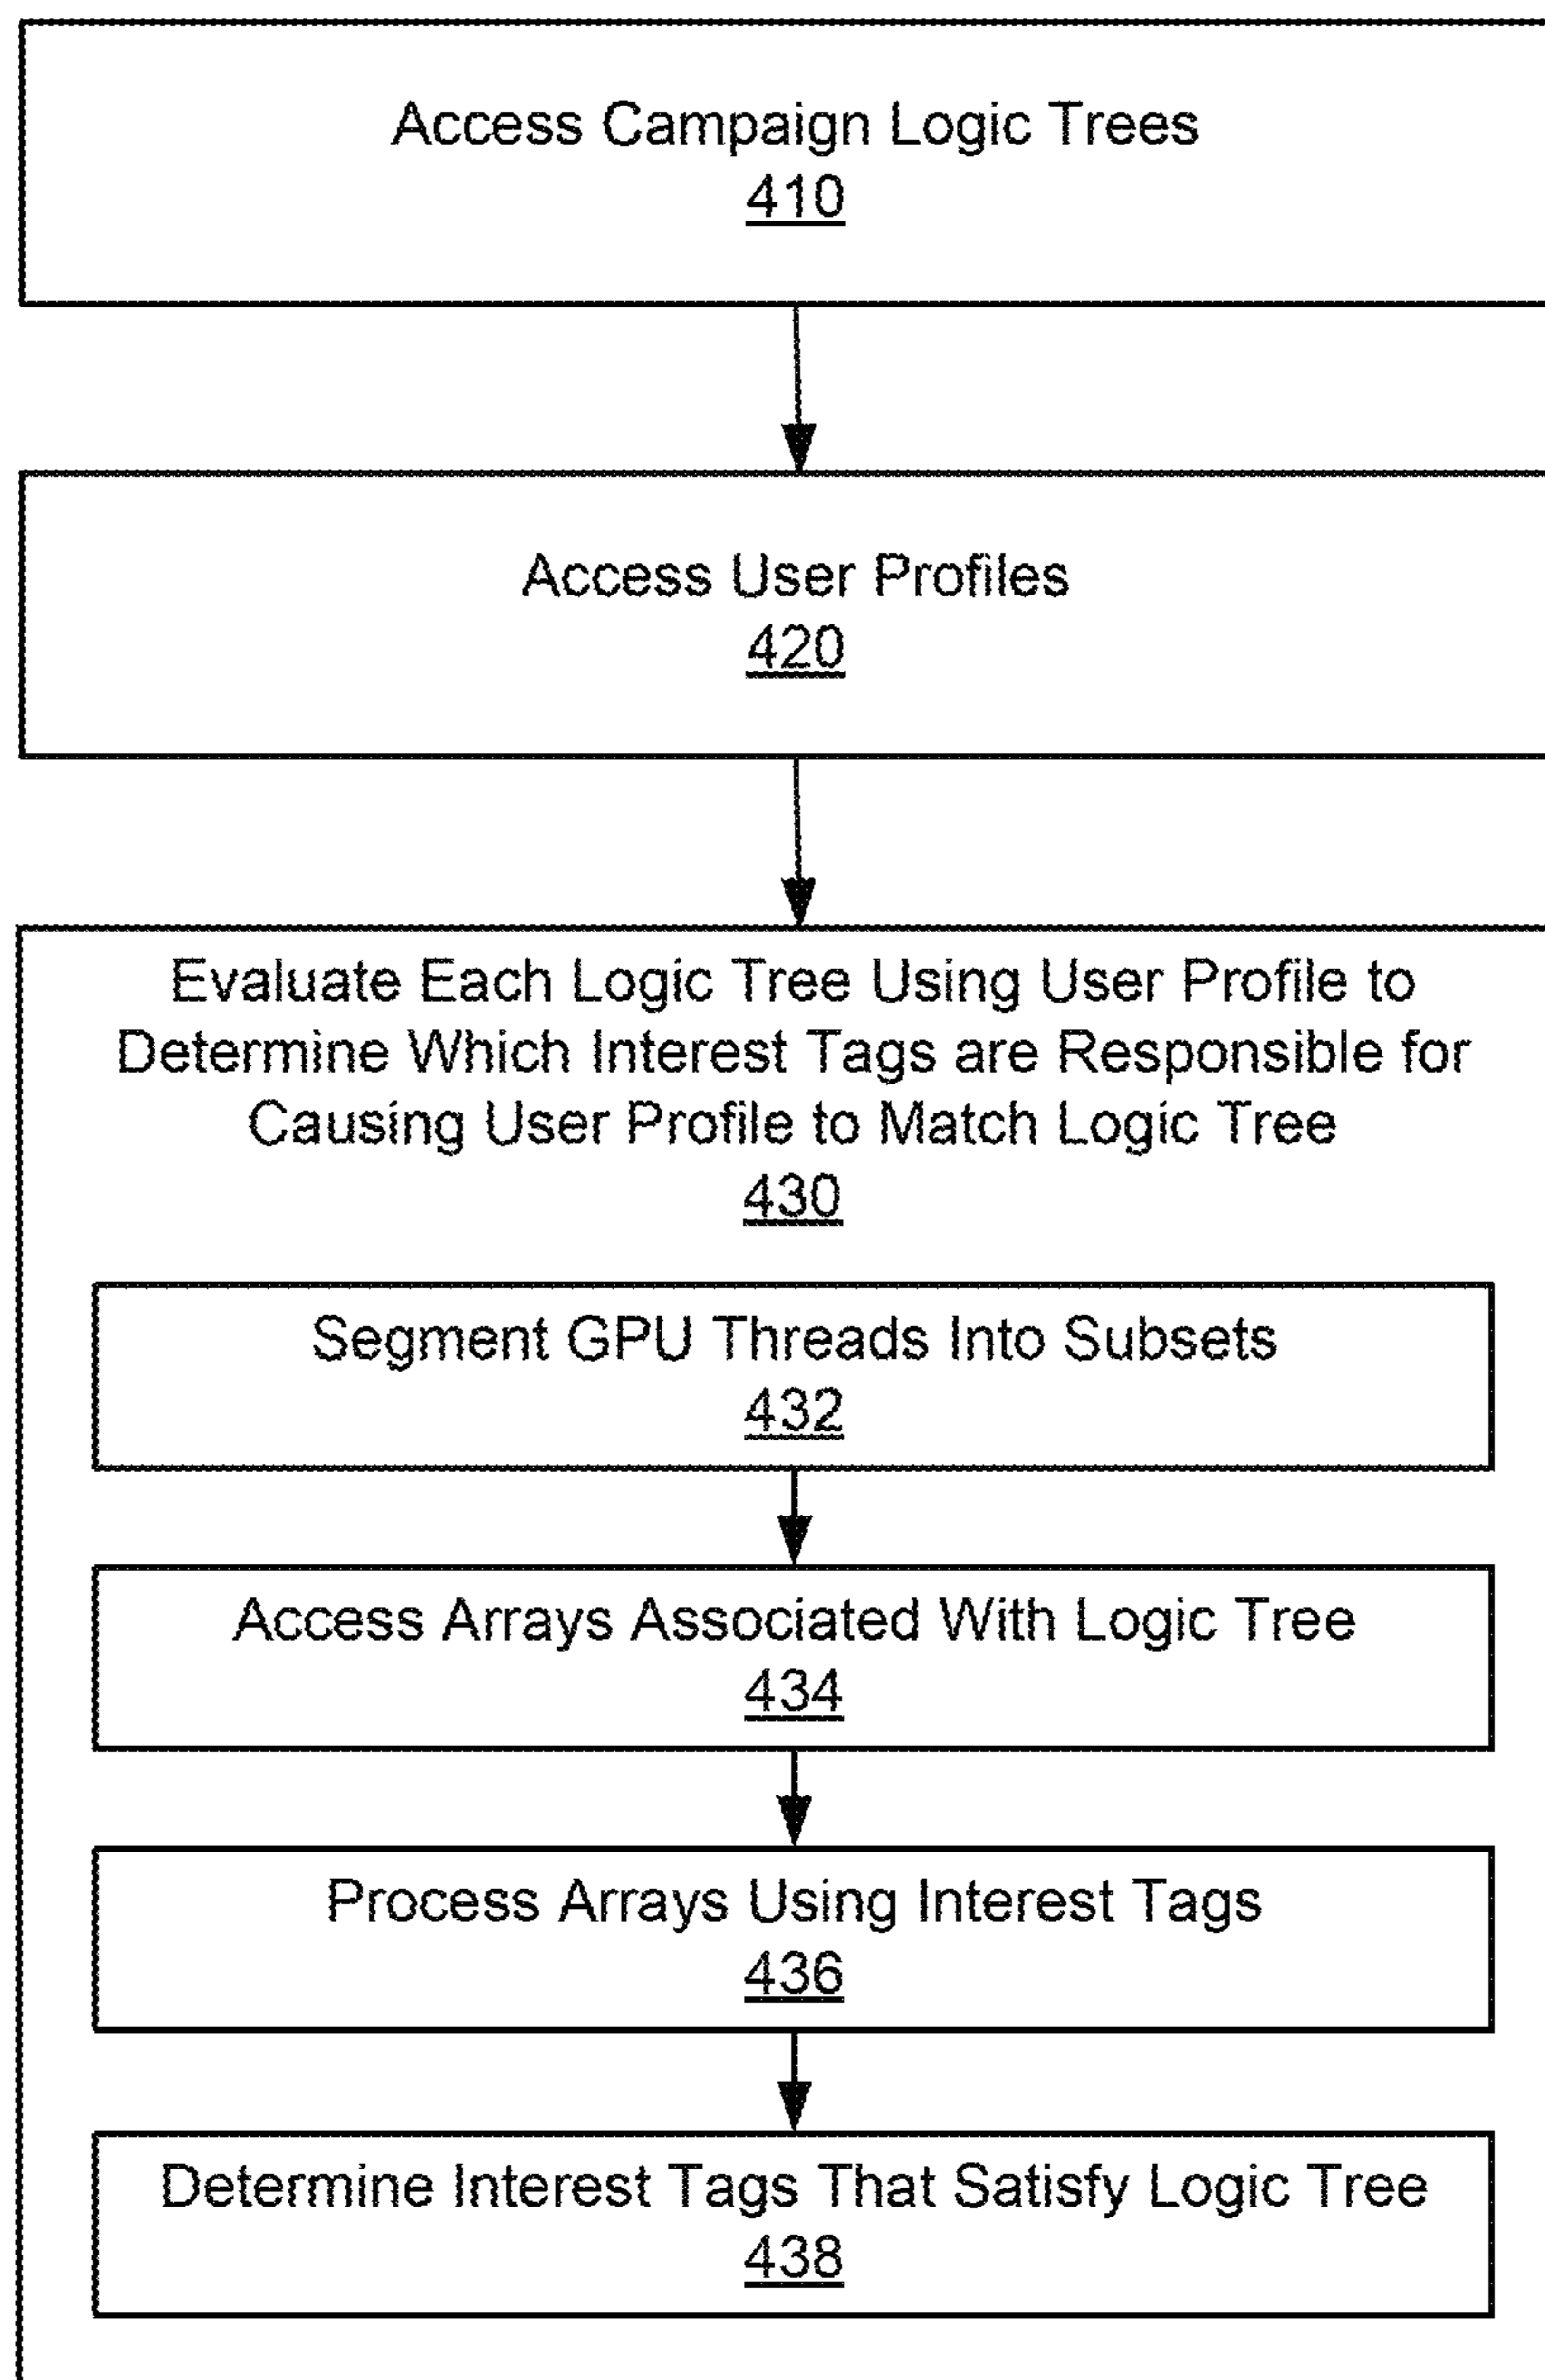 Access Campaign Logic Trees
410
Access User Profiles
420
Evaluate Each Logic Tree Using User Profile to
Determine Which Interest Tags are Responsible for
Causing User Profile to Match Logic Tree
430
Segment GPU Threads Into Subsets
432
Access Arrays Associated With Logic Tree
434
Process Arrays Using Interest Tags
436
Determine Interest Tags That Satisfy Logic Tree
438